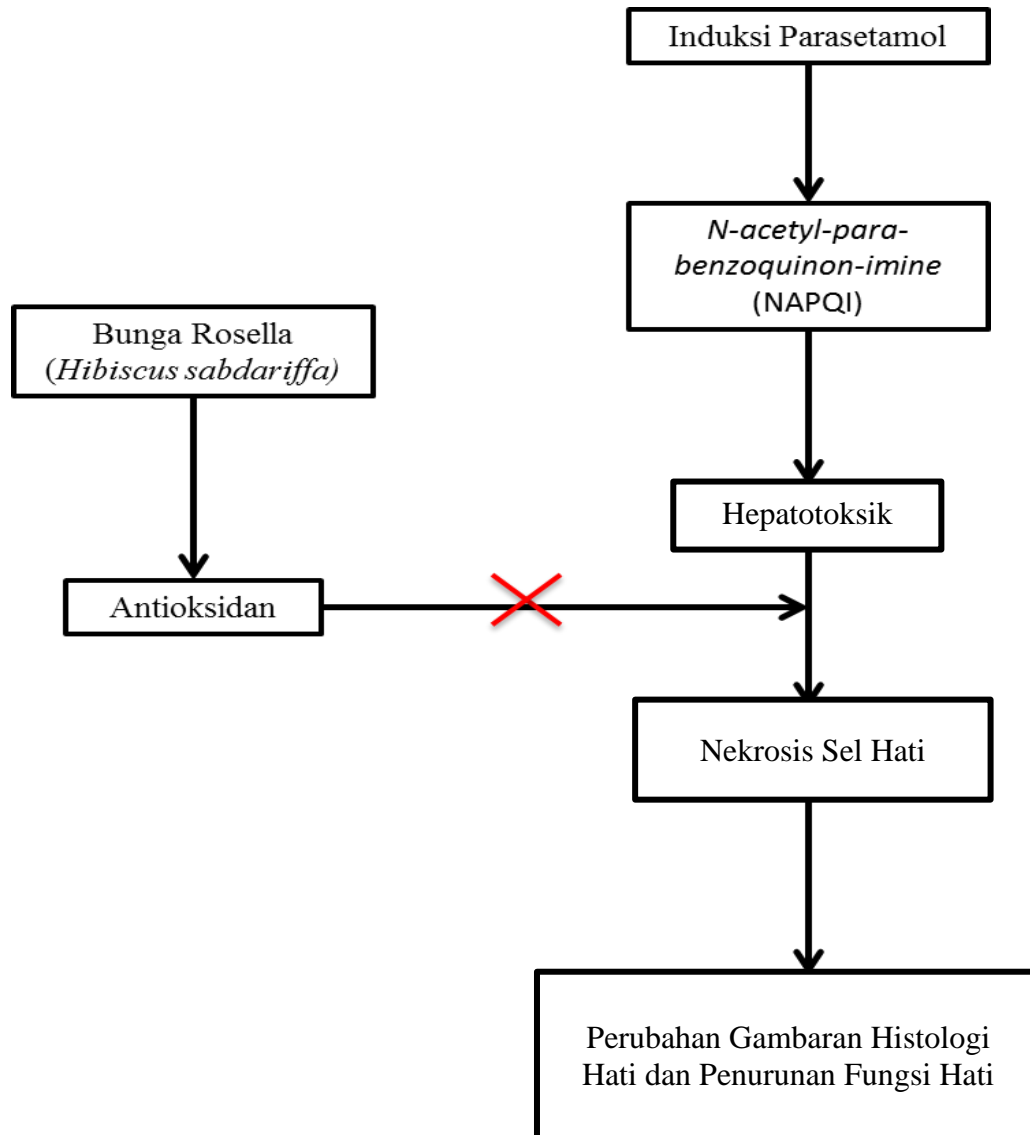 Induksi Parasetamol
N-acetyl-para-
benzoquinon-imine
(NAPQI)
Bunga Rosella
(Hibiscus sabdariffa)
Hepatotoksik
Antioksidan
Nekrosis Sel Hati
Perubahan Gambaran Histologi
Hati dan Penurunan Fungsi Hati